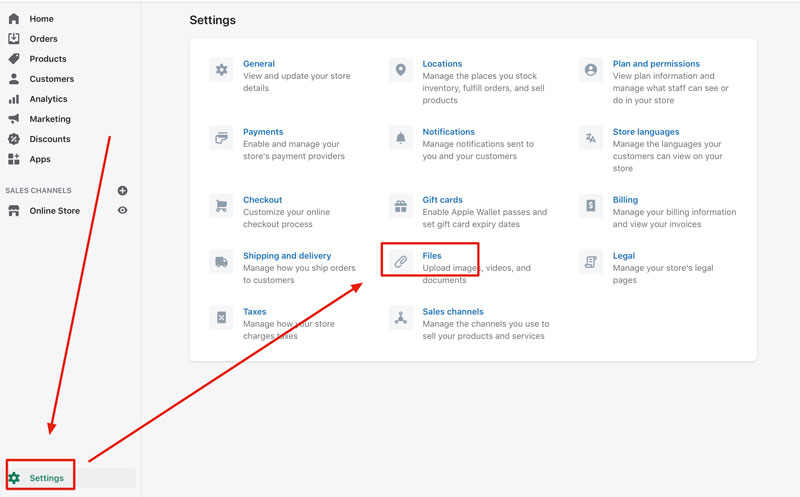 Home
Orders
Products
Customers
Analytics
Marketing
Discounts
Apps
SALES CHANNELS
Online Store
Settings
Settings
General
View and update your store
details
Locations
Manage the places you stock
inventory, fulfill orders, and sell
products
Plan and permissions
View plan information and
manage what staff can see or
do in your store
Payments
Enable and manage your
store's payment providers
Notifications
Manage notifications sent to
you and your customers
Store languages
Manage the languages your
customers can view on your
store
Checkout
Customize your online
checkout process
Gift cards
Enable Apple Wallet passes and
set gift card expiry dates
Billing
Manage your billing information
and view your invoices
Shipping and delivery
Manage how you ship orders
to customers
Files
Upload images, videos, and
documents
Legal
Manage your store's legal
pages
Taxes
Manage how your store
charges taxes
Sales channels
Manage the channels you use to
sell your products and services